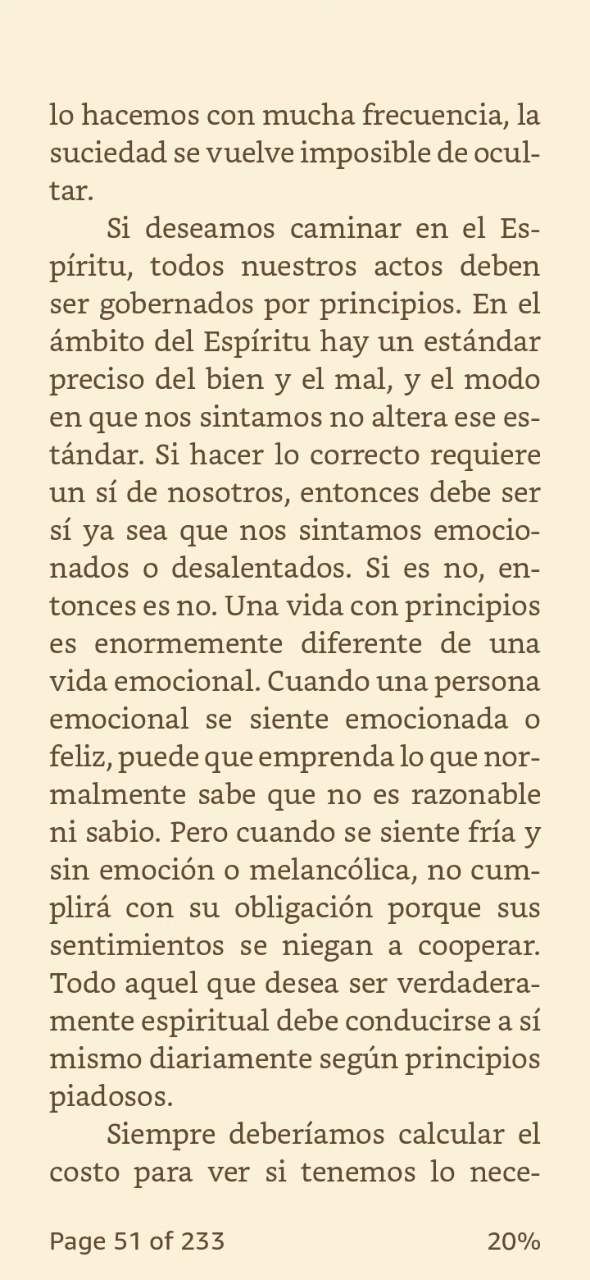 lo hacemos con mucha frecuencia, la
suciedad se vuelve imposible de ocul-
tar.
Si deseamos caminar en el Es-
píritu, todos nuestros actos deben
ser gobernados por principios. En el
ámbito del Espíritu hay un estándar
preciso del bien y el mal, y el modo
en que nos sintamos no altera ese es-
tándar. Si hacer lo correcto requiere
un sí de nosotros, entonces debe ser
sí ya sea que nos sintamos emocio-
nados o desalentados. Si es no, en-
tonces es no. Una vida con principios
es enormemente diferente de una
vida emocional. Cuando una persona
emocional se siente emocionada o
feliz, puede que emprenda lo que nor-
malmente sabe que no es razonable
ni sabio. Pero cuando se siente fría y
sin emoción o melancólica, no cum-
plirá con su obligación porque sus
sentimientos se niegan a cooperar.
Todo aquel que desea ser verdadera-
mente espiritual debe conducirse a sí
mismo diariamente según principios
piadosos.
Siempre deberíamos calcular el
costo para ver si tenemos lo nece-
Page 51 of 233 20%